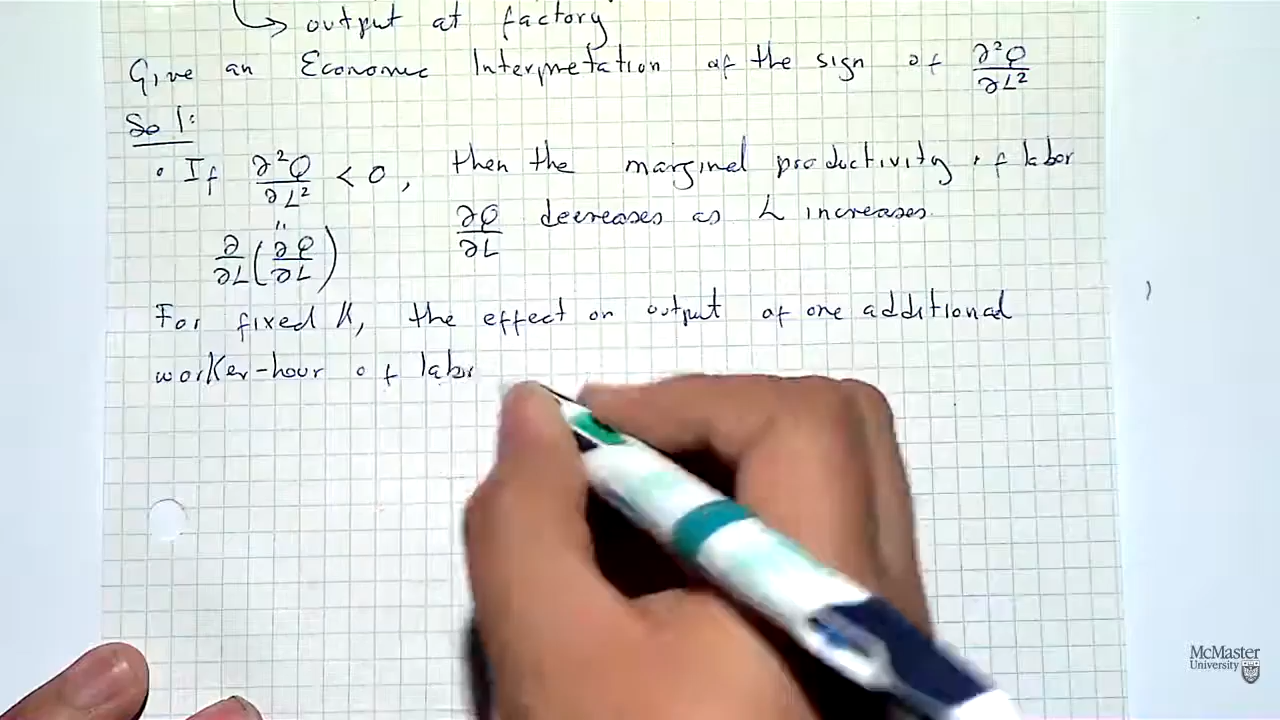 ↳ output at factory
Give an Economic Interpretation of the sign of ∂²Q/∂L²
Sol:
• If ∂²Q/∂L² < 0, then the marginal productivity of labor
∂Q/∂L decreases as L increases.
"
∂/∂L(∂Q/∂L)
For fixed K, the effect on output of one additional
worker-hour of labor
McMaster
University